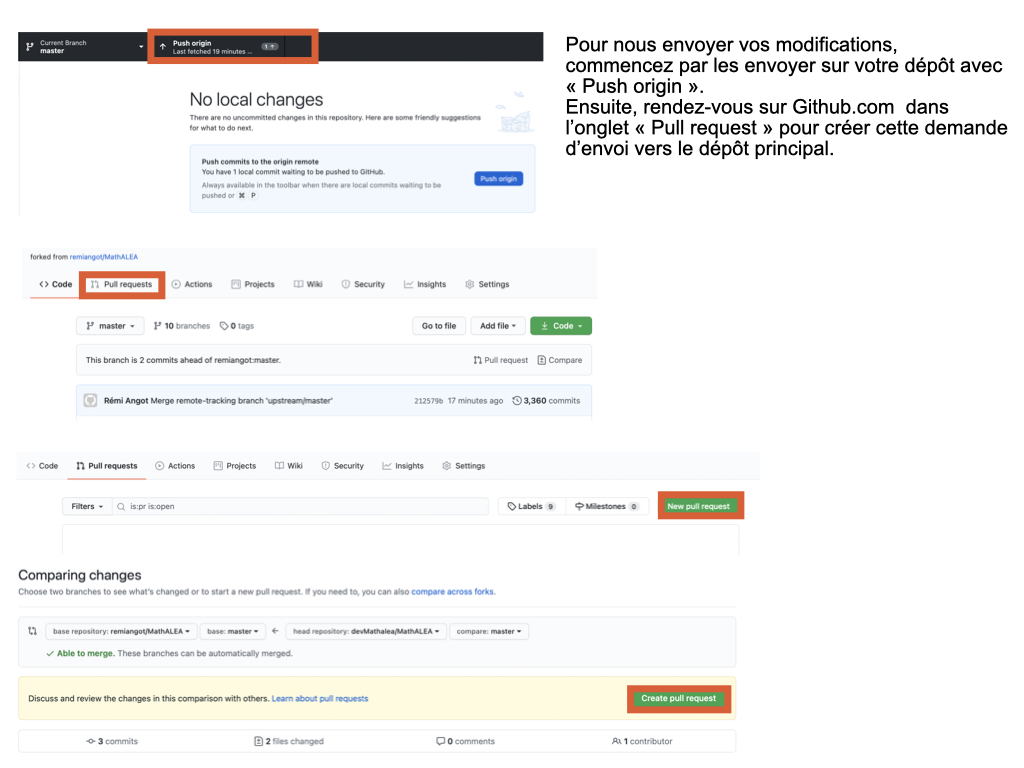 Current Branch
master
Push origin
Last fetched 19 minutes ...
1
Pour nous envoyer vos modifications,
commencez par les envoyer sur votre dépôt avec
« Push origin ».
Ensuite, rendez-vous sur Github.com dans
l'onglet « Pull request » pour créer cette demande
d'envoi vers le dépôt principal.
No local changes
There are no uncommitted changes in this repository. Here are some friendly suggestions
for what to do next.
Push commits to the origin remote
You have 1 local commit waiting to be pushed to GitHub.
Always available in the toolbar when there are local commits waiting to be
pushed or ⌘ P
Push origin
forked from remiangot/MathALEA
Code Pull requests Actions Projects Wiki Security Insights Settings
master 10 branches 0 tags Go to file Add file Code
This branch is 2 commits ahead of remiangot:master. Pull request Compare
Rémi Angot Merge remote-tracking branch 'upstream/master' 212579b 17 minutes ago 3,360 commits
Code Pull requests Actions Projects Wiki Security Insights Settings
Filters is:pr is:open Labels 9 Milestones 0 New pull request
Comparing changes
Choose two branches to see what's changed or to start a new pull request. If you need to, you can also compare across forks.
base repository: remiangot/MathALEA base: master ← head repository: devMathalea/MathALEA compare: master
✓ Able to merge. These branches can be automatically merged.
Discuss and review the changes in this comparison with others. Learn about pull requests Create pull request
3 commits 2 files changed 0 comments 1 contributor